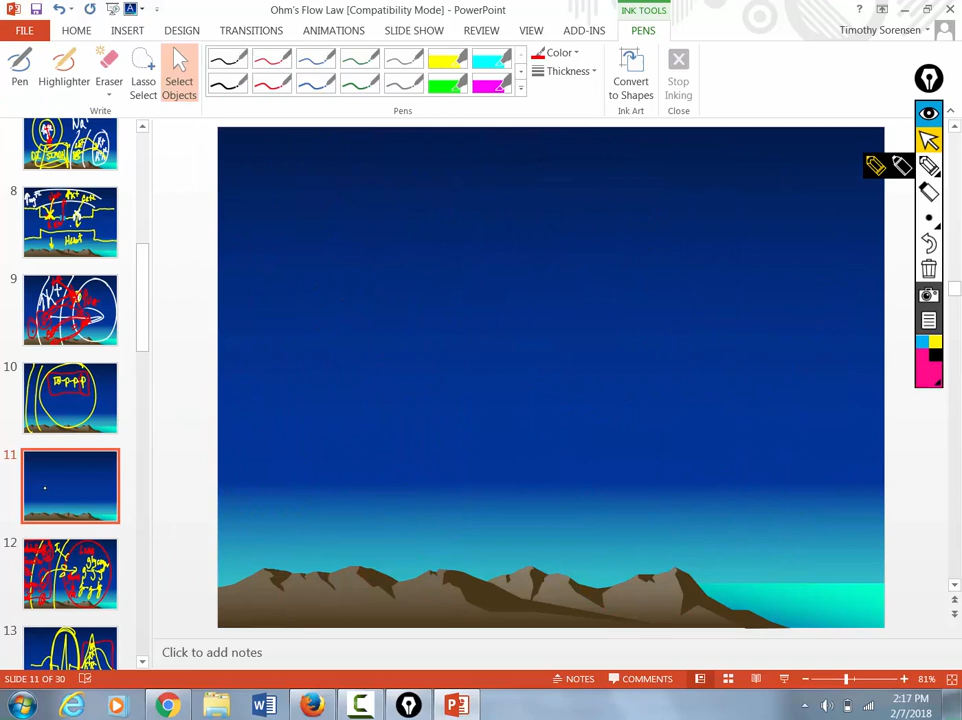 Ohm's Flow Law [Compatibility Mode] - PowerPoint
INK TOOLS
FILE HOME INSERT DESIGN TRANSITIONS ANIMATIONS SLIDE SHOW REVIEW VIEW ADD-INS PENS
Timothy Sorensen
Pen
Highlighter
Eraser
Lasso
Select
Select
Objects
Color
Thickness
Convert
to Shapes
Stop
Inking
Write
Pens
Ink Art
Close
8
Heart
9
10
11
12
13
Click to add notes
SLIDE 11 OF 30
NOTES
COMMENTS
81%
2:17 PM
2/7/2018